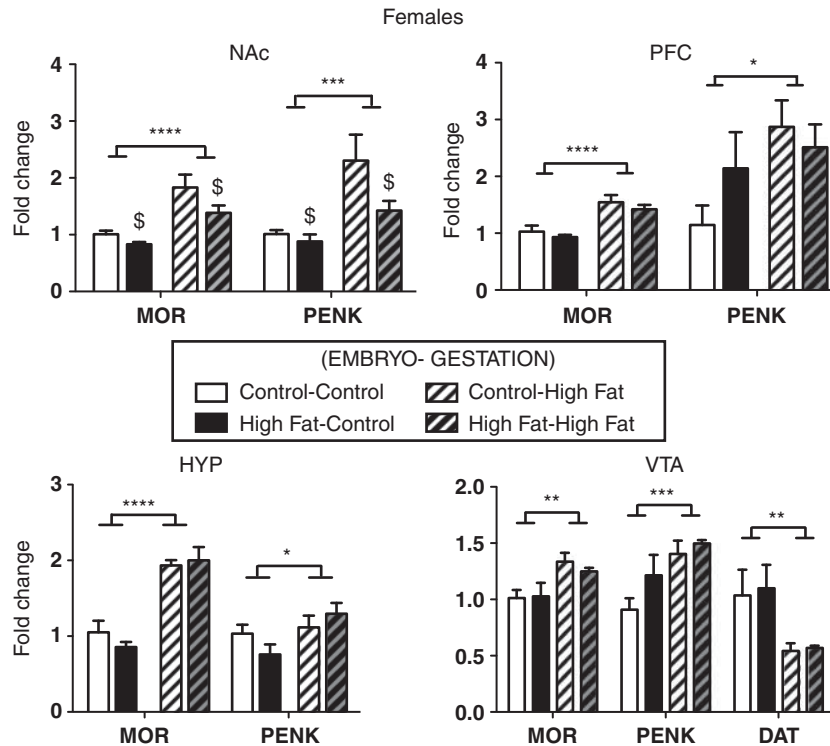 Females
NAc
PFC
Fold change
4
3
2
1
0
****
***
$
$
$
$
MOR
PENK
Fold change
4
3
2
1
0
****
*
MOR
PENK
(EMBRYO- GESTATION)
Control-Control
Control-High Fat
High Fat-Control
High Fat-High Fat
HYP
VTA
Fold change
3
2
1
0
****
*
MOR
PENK
2.0
1.5
1.0
0.5
0.0
**
***
**
MOR
PENK
DAT